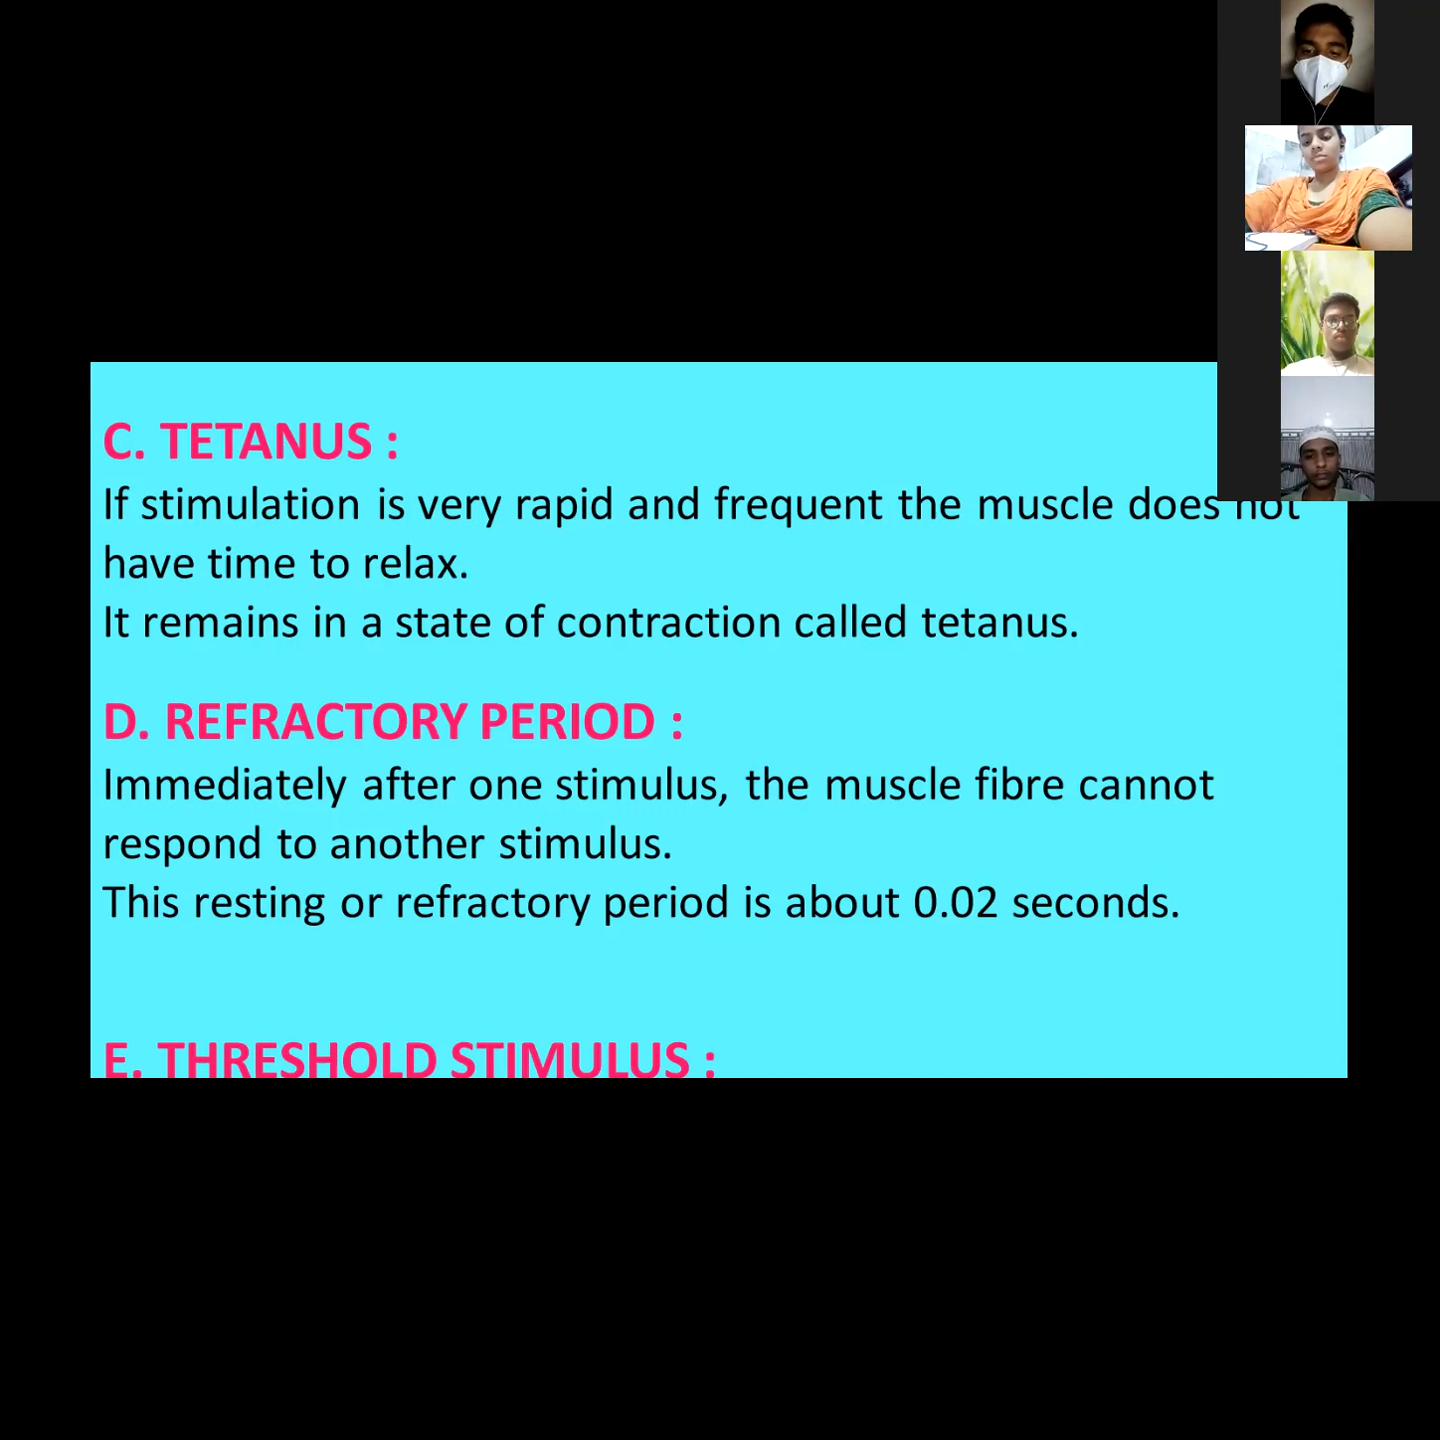 C. TETANUS :
If stimulation is very rapid and frequent the muscle does not
have time to relax.
It remains in a state of contraction called tetanus.
D. REFRACTORY PERIOD :
Immediately after one stimulus, the muscle fibre cannot
respond to another stimulus.
This resting or refractory period is about 0.02 seconds.
E. THRESHOLD STIMULUS :